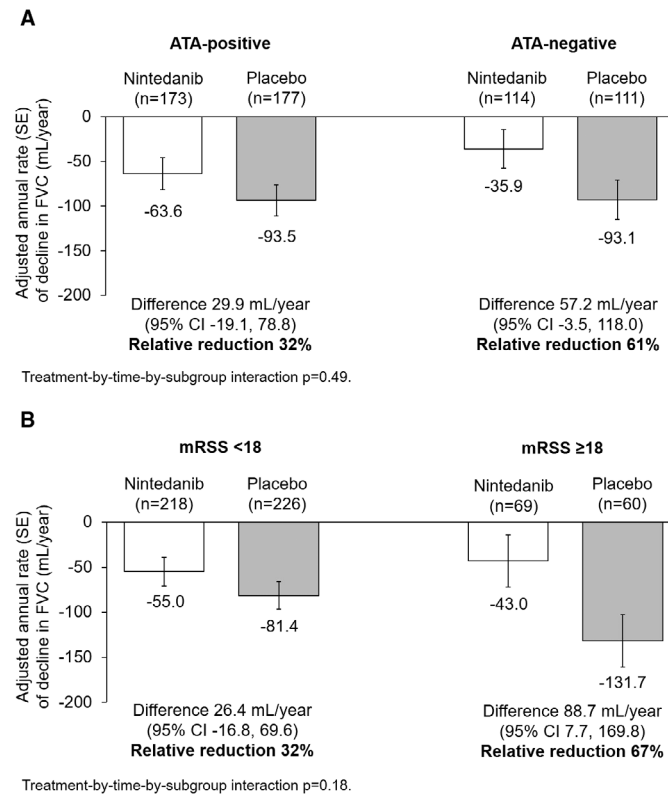 A
ATA-positive
ATA-negative
Nintedanib
(n=173)
Placebo
(n=177)
Nintedanib
(n=114)
Placebo
(n=111)
Adjusted annual rate (SE)
of decline in FVC (mL/year)
0
-50
-100
-150
-200
-63.6
-93.5
-35.9
-93.1
Difference 29.9 mL/year
(95% CI -19.1, 78.8)
Relative reduction 32%
Difference 57.2 mL/year
(95% CI -3.5, 118.0)
Relative reduction 61%
Treatment-by-time-by-subgroup interaction p=0.49.
B
mRSS <18
mRSS ≥18
Nintedanib
(n=218)
Placebo
(n=226)
Nintedanib
(n=69)
Placebo
(n=60)
Adjusted annual rate (SE)
of decline in FVC (mL/year)
0
-50
-100
-150
-200
-55.0
-81.4
-43.0
-131.7
Difference 26.4 mL/year
(95% CI -16.8, 69.6)
Relative reduction 32%
Difference 88.7 mL/year
(95% CI 7.7, 169.8)
Relative reduction 67%
Treatment-by-time-by-subgroup interaction p=0.18.